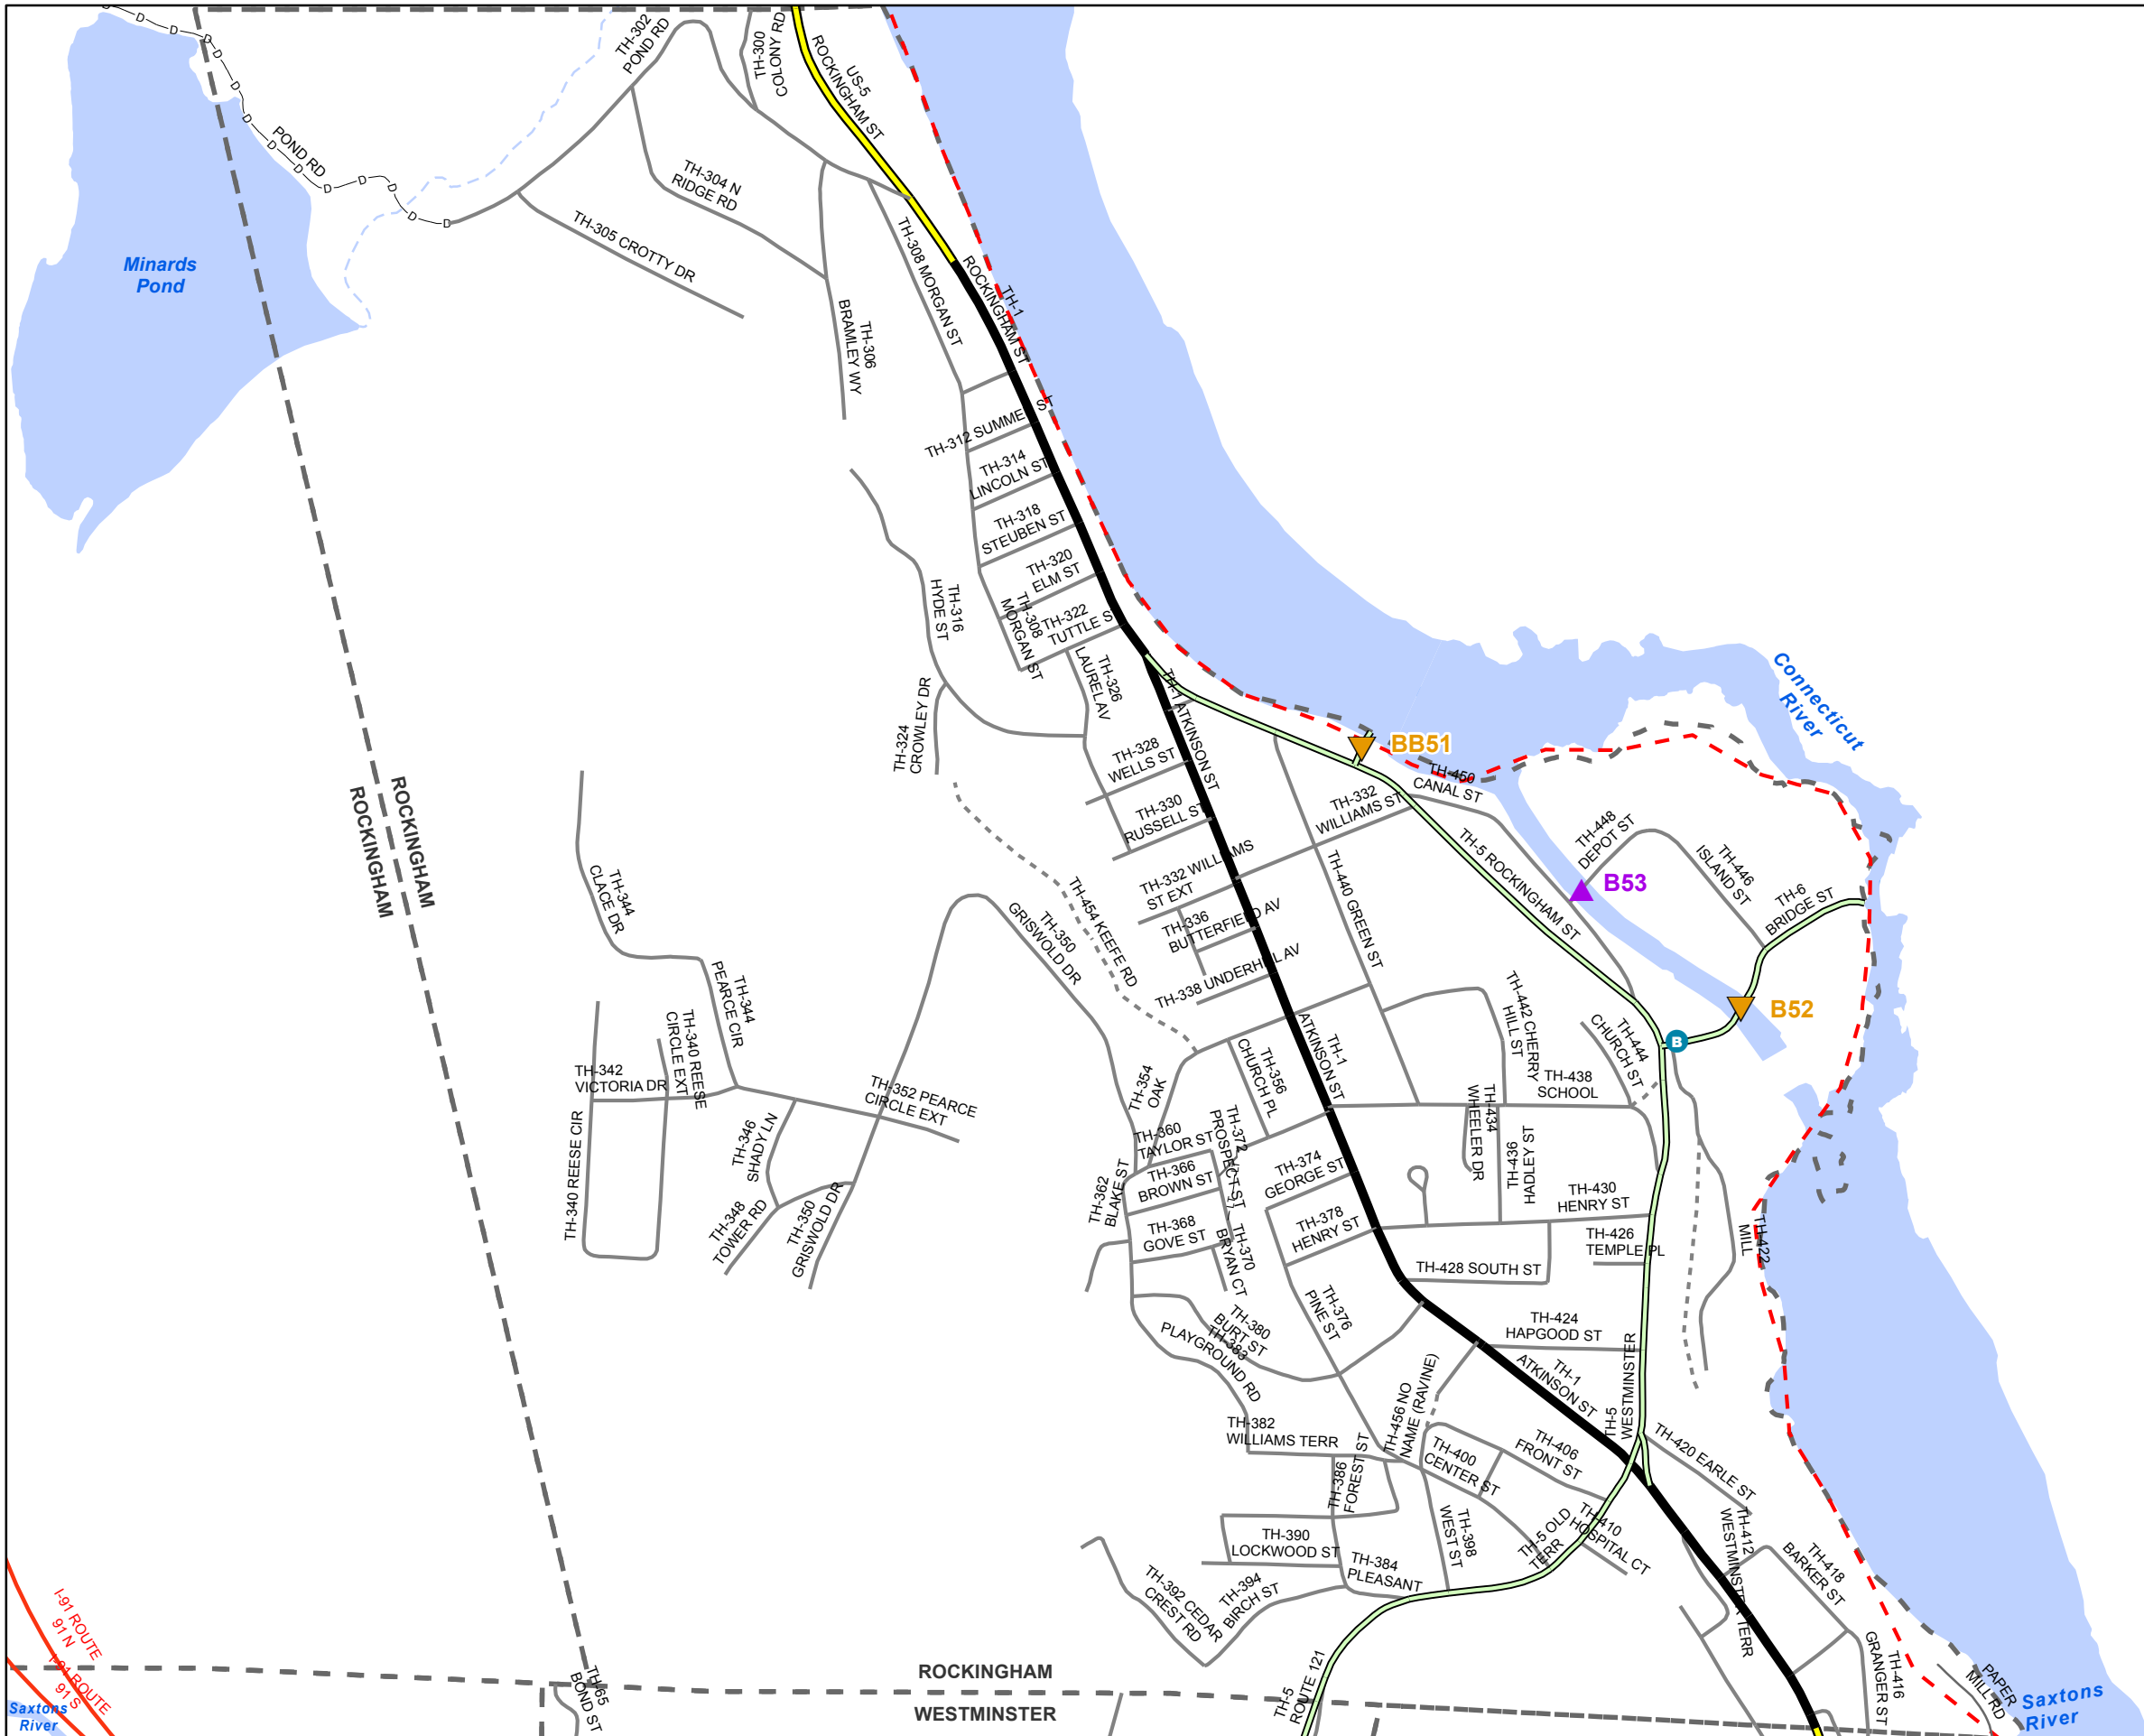 TH-302
POND RD
TH-300
COLONY RD
US-5
ROCKINGHAM ST
D
D
D
D
D
D
D
D
D
D
D
D
D
D
POND RD
TH-304 N
RIDGE RD
TH-305 CROTTY DR
Minards
Pond
TH-308 MORGAN ST
TH-1
ROCKINGHAM ST
TH-306
BRAMLEY WY
TH-312 SUMME ST
TH-314
LINCOLN ST
TH-318
STEUBEN ST
TH-320
ELM ST
TH-316
HYDE ST
TH-308
MORGAN ST
TH-322
TUTTLE S
TH-326
LAUREL AV
TH-324
CROWLEY DR
TH-1 ATKINSON ST
TH-328
WELLS ST
TH-330
RUSSELL ST
BB51
Connecticut
River
TH-450
CANAL ST
TH-332
WILLIAMS ST
TH-5 ROCKINGHAM ST
TH-448
DEPOT ST
TH-446
ISLAND ST
B53
TH-6
BRIDGE ST
B52
B
ROCKINGHAM
ROCKINGHAM
TH-344
CLACE DR
TH-332 WILLIAMS
ST EXT
TH-336
BUTTERFIELD AV
TH-338 UNDERHILL AV
TH-440 GREEN ST
TH-454 KEEFE RD
TH-350
GRISWOLD DR
TH-344
PEARCE CIR
TH-340 REESE
CIRCLE EXT
TH-342
VICTORIA DR
TH-340 REESE CIR
TH-352 PEARCE
CIRCLE EXT
TH-346
SHADY LN
TH-348
TOWER RD
TH-350
GRISWOLD DR
TH-442 CHERRY
HILL ST
TH-444
CHURCH ST
TH-438
SCHOOL
TH-1
ATKINSON ST
TH-356
CHURCH PL
TH-354
OAK
TH-360
TAYLOR ST
TH-372
PROSPECT ST
TH-366
BROWN ST
TH-362
BLAKE ST
TH-368
GOVE ST
TH-370
BRYAN CT
TH-374
GEORGE ST
TH-378
HENRY ST
TH-434
WHEELER DR
TH-436
HADLEY ST
TH-430
HENRY ST
TH-426
TEMPLE PL
TH-428 SOUTH ST
TH-422
MILL
TH-376
PINE ST
TH-380
BURT ST
TH-383
PLAYGROUND RD
TH-424
HAPGOOD ST
TH-1
ATKINSON ST
TH-5
WESTMINSTER
TH-382
WILLIAMS TERR
TH-456 NO
NAME (RAVINE)
TH-386
FOREST ST
TH-400
CENTER ST
TH-406
FRONT ST
TH-420 EARLE ST
TH-398
WEST ST
TH-5 OLD
TERR
TH-410
HOSPITAL CT
TH-412
WESTMINSTER TERR
TH-418
BARKER ST
TH-390
LOCKWOOD ST
TH-384
PLEASANT
TH-394
BIRCH ST
TH-392 CEDAR
CREST RD
TH-416
GRANGER ST
PAPER
MILL RD
Saxtons
River
I-91 ROUTE
91 N
I-91 ROUTE
91 S
Saxtons
River
TH-65
BOND ST
ROCKINGHAM
WESTMINSTER
TH-5
ROUTE 121